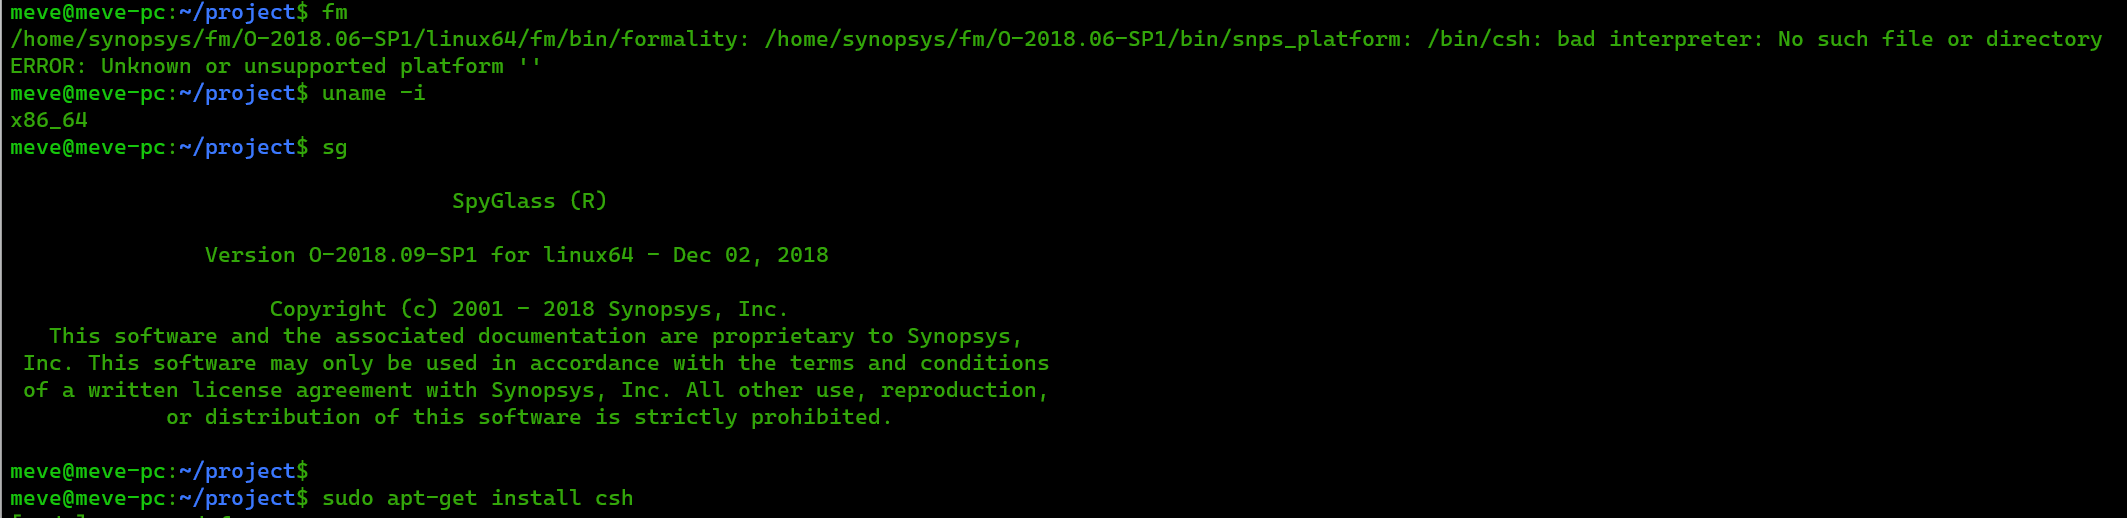 meve@meve-pc:~/project$ fm
/home/synopsys/fm/O-2018.06-SP1/linux64/fm/bin/formality: /home/synopsys/fm/O-2018.06-SP1/bin/snps_platform: /bin/csh: bad interpreter: No such file or directory
ERROR: Unknown or unsupported platform ''
meve@meve-pc:~/project$ uname -i
x86_64
meve@meve-pc:~/project$ sg
SpyGlass (R)
Version O-2018.09-SP1 for linux64 - Dec 02, 2018
Copyright (c) 2001 - 2018 Synopsys, Inc.
This software and the associated documentation are proprietary to Synopsys,
Inc. This software may only be used in accordance with the terms and conditions
of a written license agreement with Synopsys, Inc. All other use, reproduction,
or distribution of this software is strictly prohibited.
meve@meve-pc:~/project$
meve@meve-pc:~/project$ sudo apt-get install csh